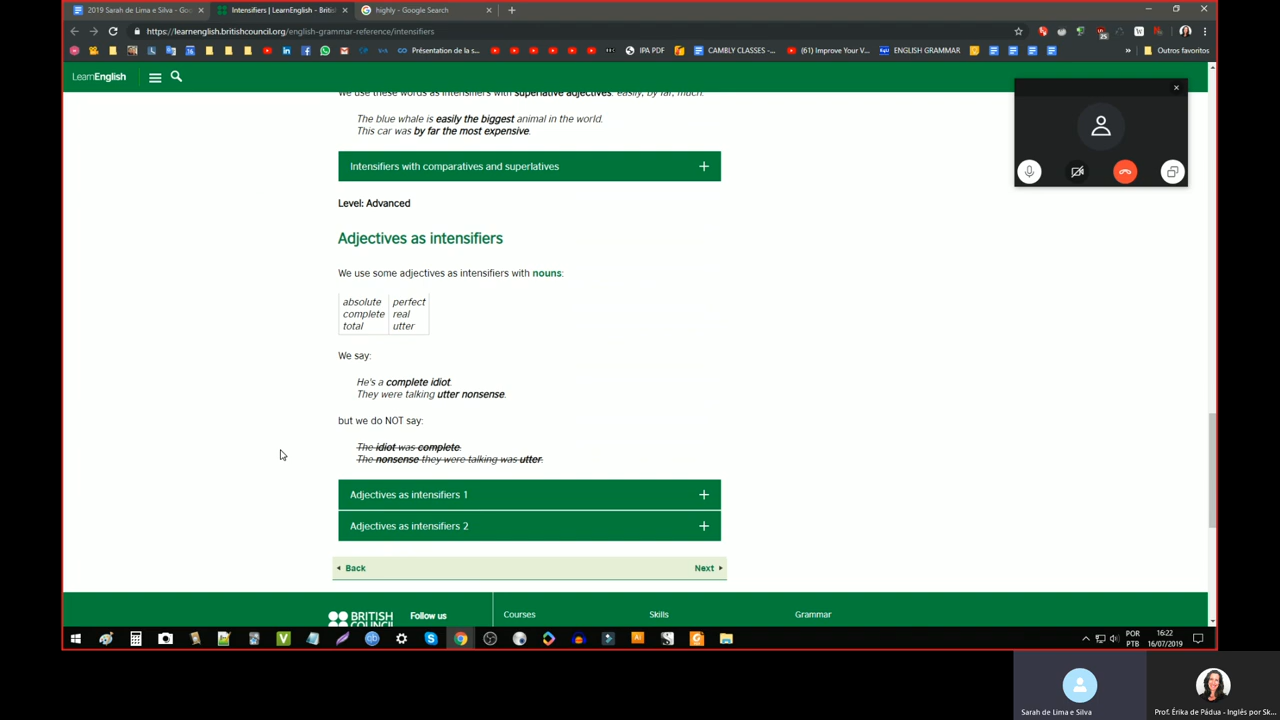 2019 Sarah de Lima e Silva - Goo
Intensifiers | LearnEnglish - Britis
highly - Google Search
https://learnenglish.britishcouncil.org/english-grammar-reference/intensifiers
Présentation de la s...
IPA PDF
CAMBLY CLASSES -...
(61) Improve Your V...
ENGLISH GRAMMAR
Outros favoritos
LearnEnglish
We use these words as intensifiers with superlative adjectives: easily, by far, much.
The blue whale is easily the biggest animal in the world.
This car was by far the most expensive.
Intensifiers with comparatives and superlatives
Level: Advanced
Adjectives as intensifiers
We use some adjectives as intensifiers with nouns:
absolute perfect
complete real
total utter
We say:
He's a complete idiot.
They were talking utter nonsense.
but we do NOT say:
The idiot was complete.
The nonsense they were talking was utter.
Adjectives as intensifiers 1
Adjectives as intensifiers 2
Back Next
BRITISH
COUNCIL
Follow us
Courses
Skills
Grammar
POR
PTB
16:22
16/07/2019
Sarah de Lima e Silva
Prof. Érika de Pádua - Inglês por Sk...